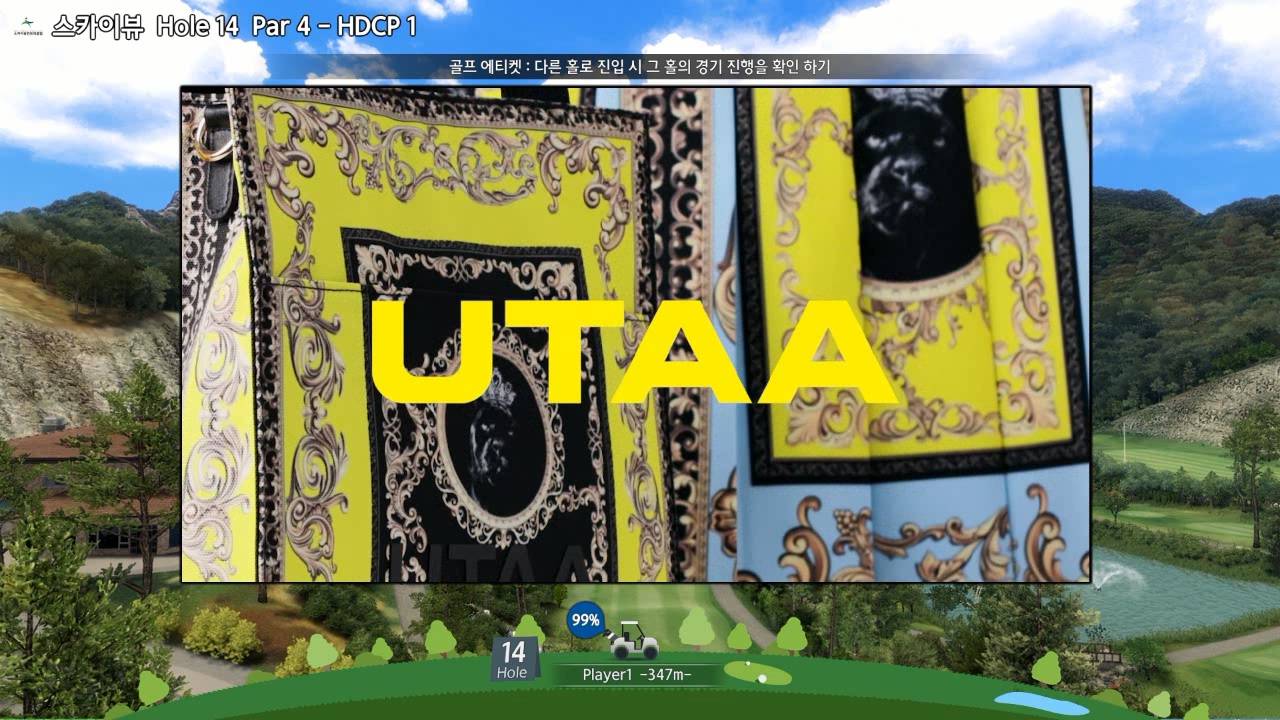 스카이뷰 Hole 14 Par 4 - HDCP 1
골프 에티켓 : 다른 홀로 진입 시 그 홀의 경기 진행을 확인 하기
UTAA
UTAA
99%
14
Hole
Player1 -347m-